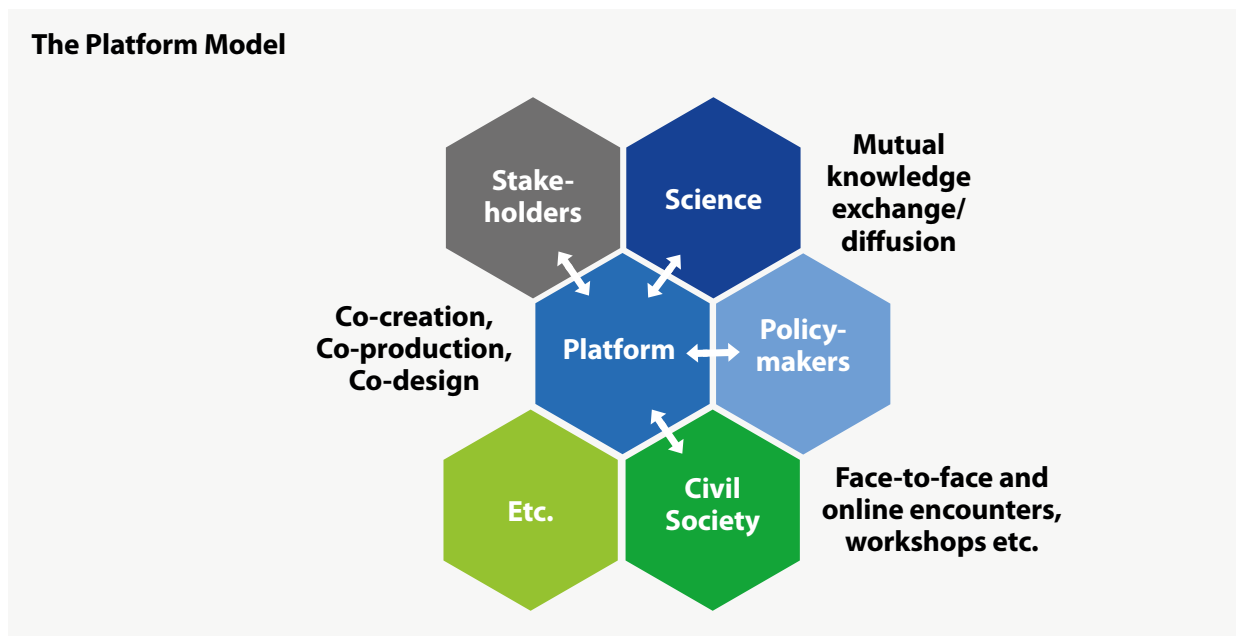 The Platform Model
Stake-
holders
Science
Mutual
knowledge
exchange/
diffusion
Co-creation,
Co-production,
Co-design
Platform
Policy-
makers
Etc.
Civil
Society
Face-to-face and
online encounters,
workshops etc.